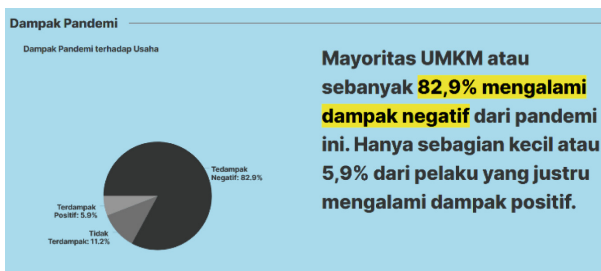 Dampak Pandemi
Dampak Pandemi terhadap Usaha
Tedampak
Negatif: 82.9%
Terdampak
Positif: 5.9%
Tidak
Terdampak: 11.2%
Mayoritas UMKM atau
sebanyak 82,9% mengalami
dampak negatif dari pandemi
ini. Hanya sebagian kecil atau
5,9% dari pelaku yang justru
mengalami dampak positif.